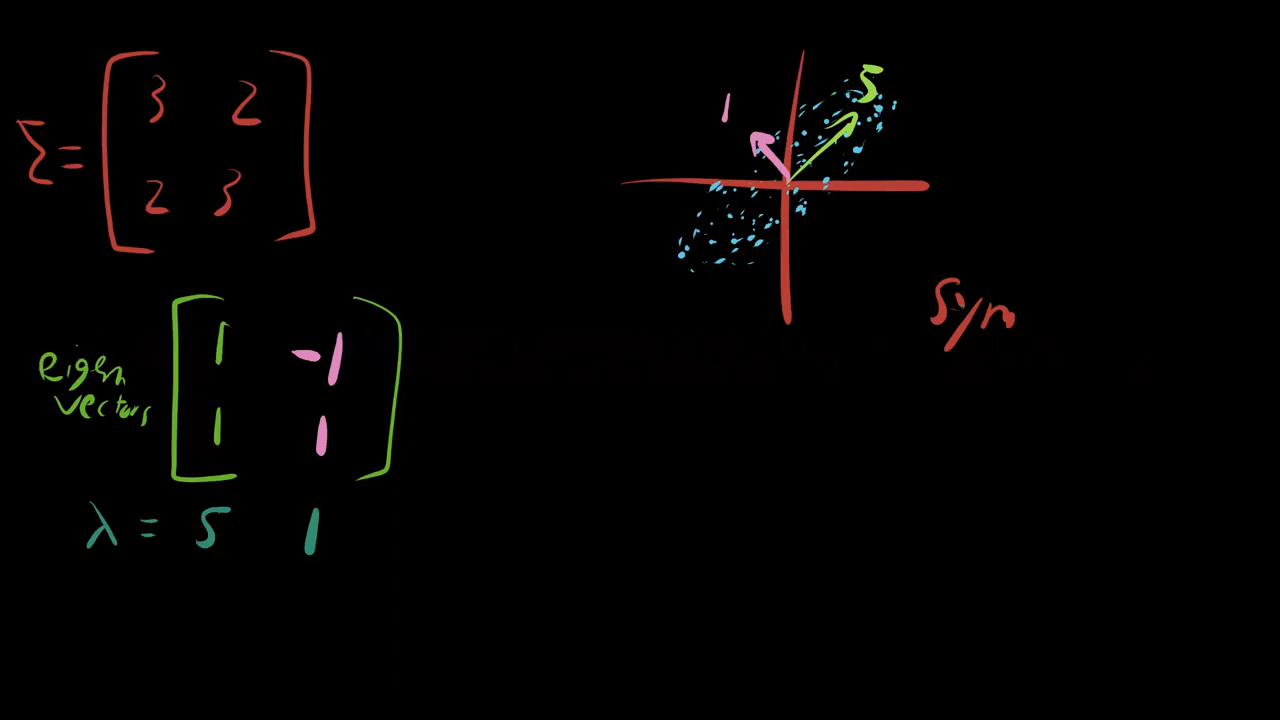 Σ = [ 3 2
2 3 ]
eigen
vectors
[ 1 -1
1 1 ]
λ = 5 1
1
5
Sym